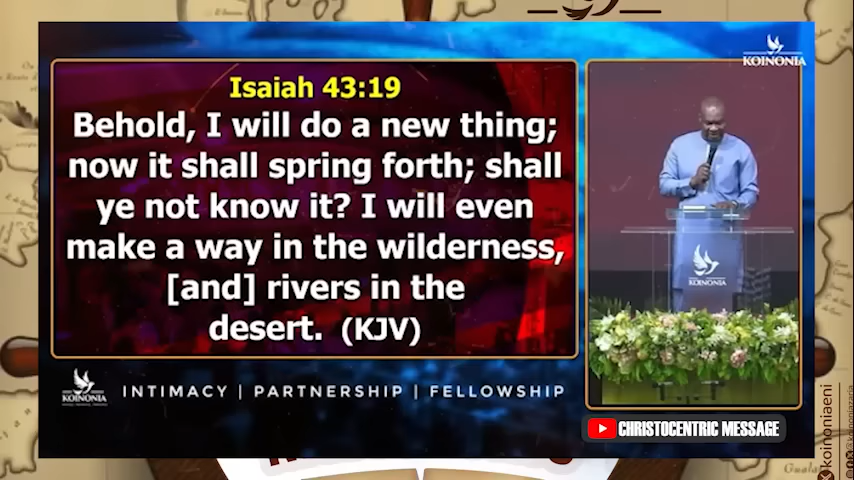 KOINONIA
Isaiah 43:19
Behold, I will do a new thing;
now it shall spring forth; shall
ye not know it? I will even
make a way in the wilderness,
[and] rivers in the
desert. (KJV)
KOINONIA
KOINONIA
INTIMACY | PARTNERSHIP | FELLOWSHIP
CHRISTOCENTRIC MESSAGE
koinoniaeni